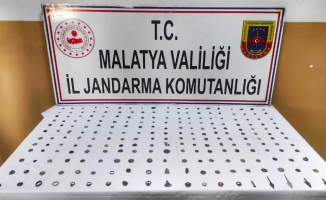 T.C.
MALATYA VALİLİĞİ
İL JANDARMA KOMUTANLIĞI